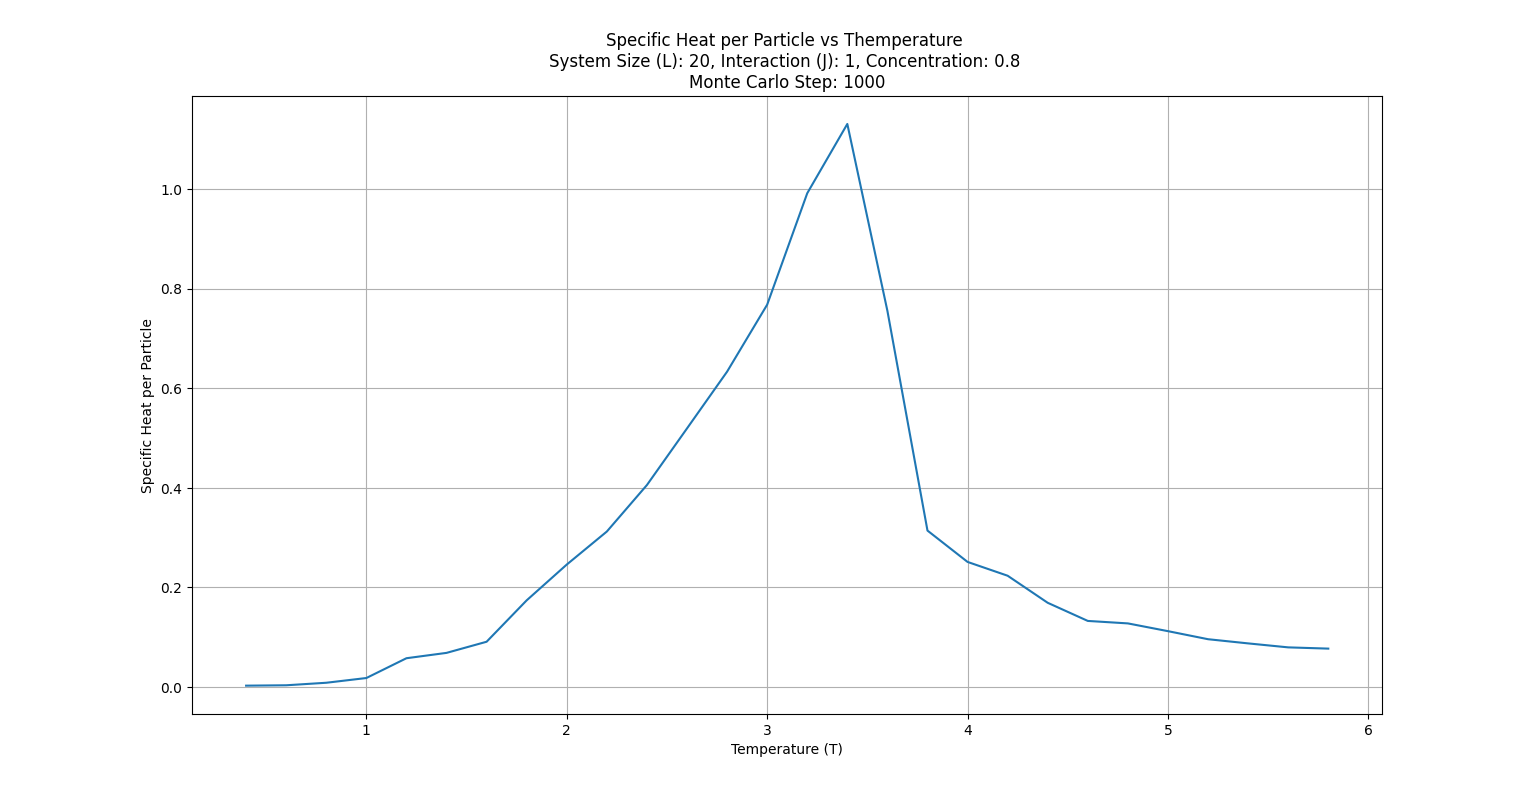 Specific Heat per Particle vs Themperature
System Size (L): 20, Interaction (J): 1, Concentration: 0.8
Monte Carlo Step: 1000
Specific Heat per Particle
1.0
0.8
0.6
0.4
0.2
0.0
1 2 3 4 5 6
Temperature (T)